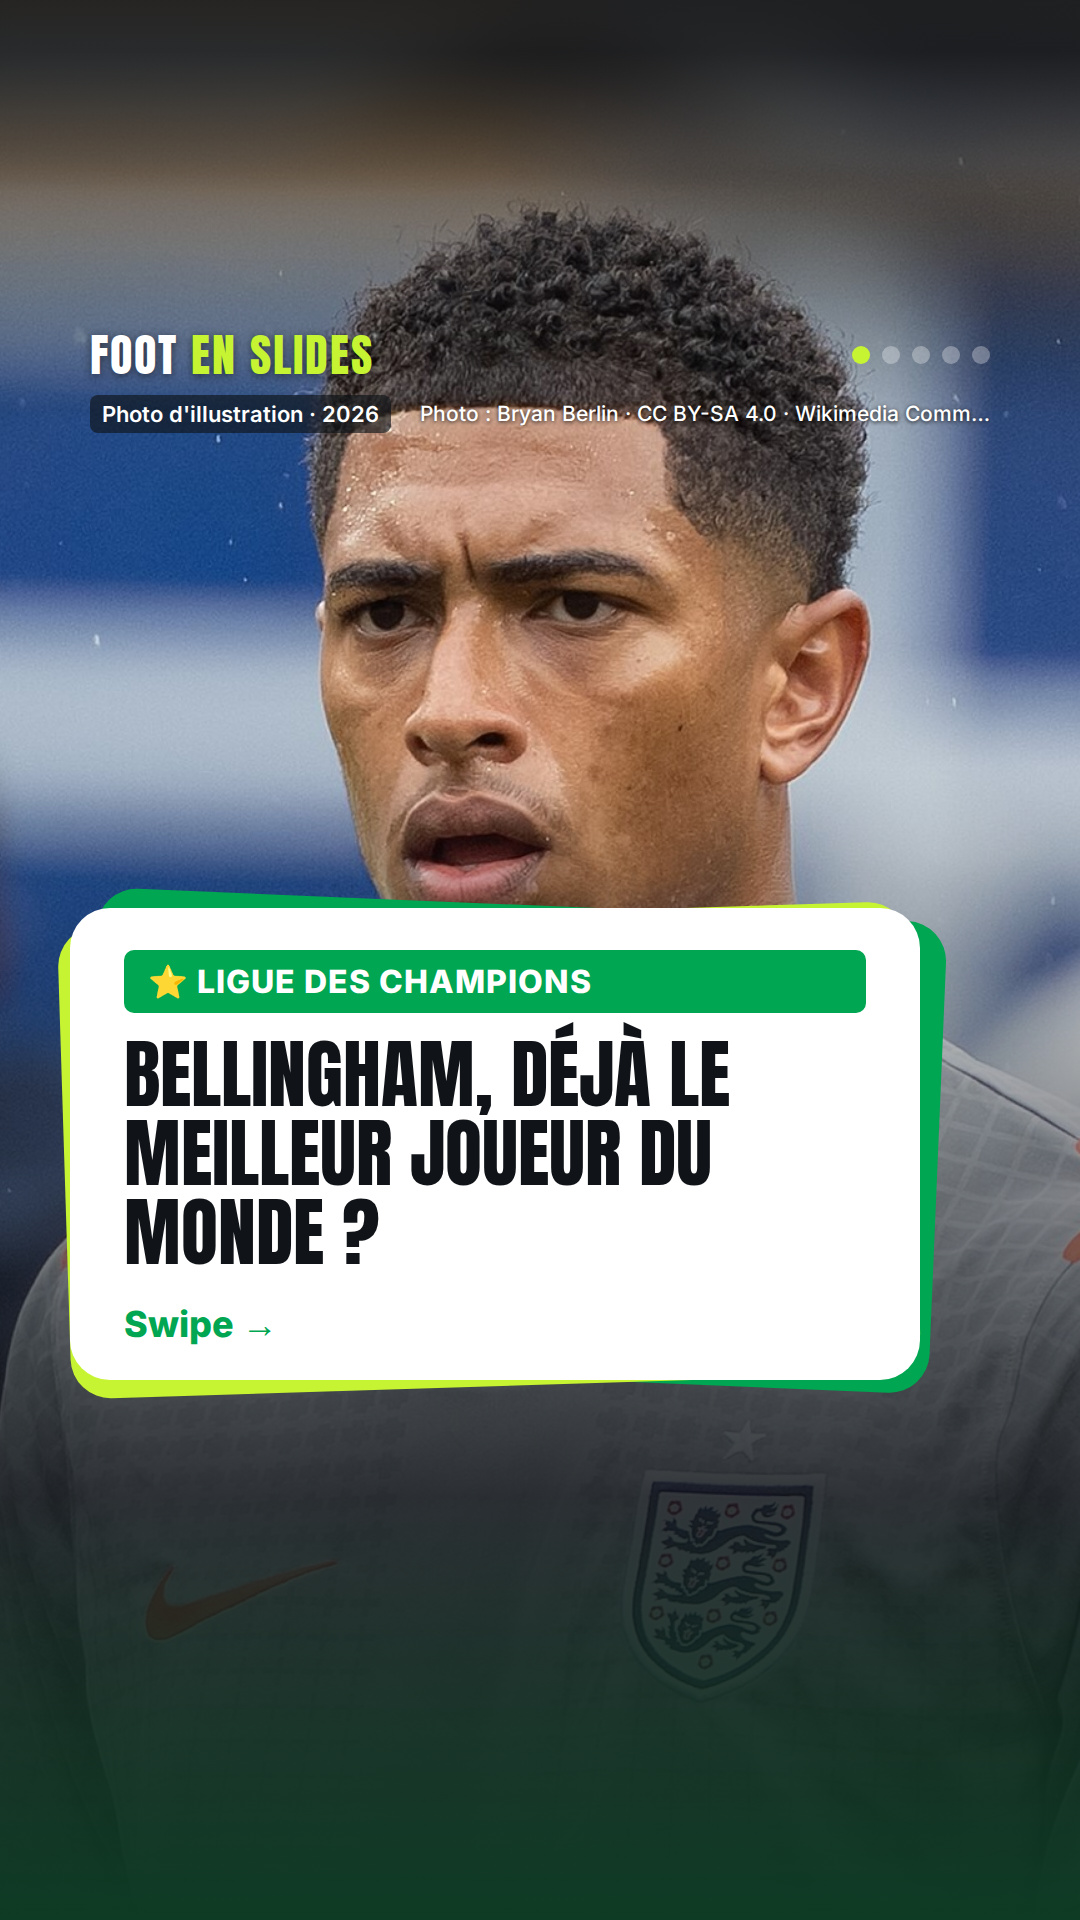 FOOT EN SLIDES
Photo d'illustration · 2026
Photo : Bryan Berlin · CC BY-SA 4.0 · Wikimedia Comm...
⭐ LIGUE DES CHAMPIONS
BELLINGHAM, DÉJÀ LE
MEILLEUR JOUEUR DU
MONDE ?
Swipe →